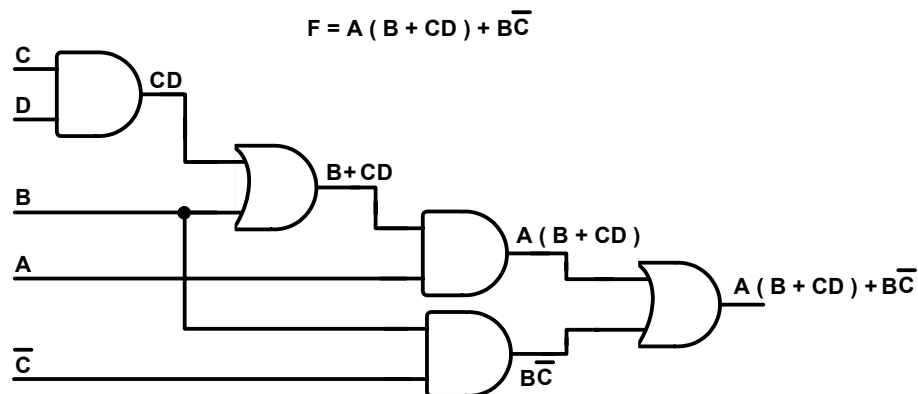 F = A ( B + CD ) + BC̅
C
CD
D
B+CD
B
A ( B + CD )
A
A ( B + CD ) + BC̅
C̅
BC̅